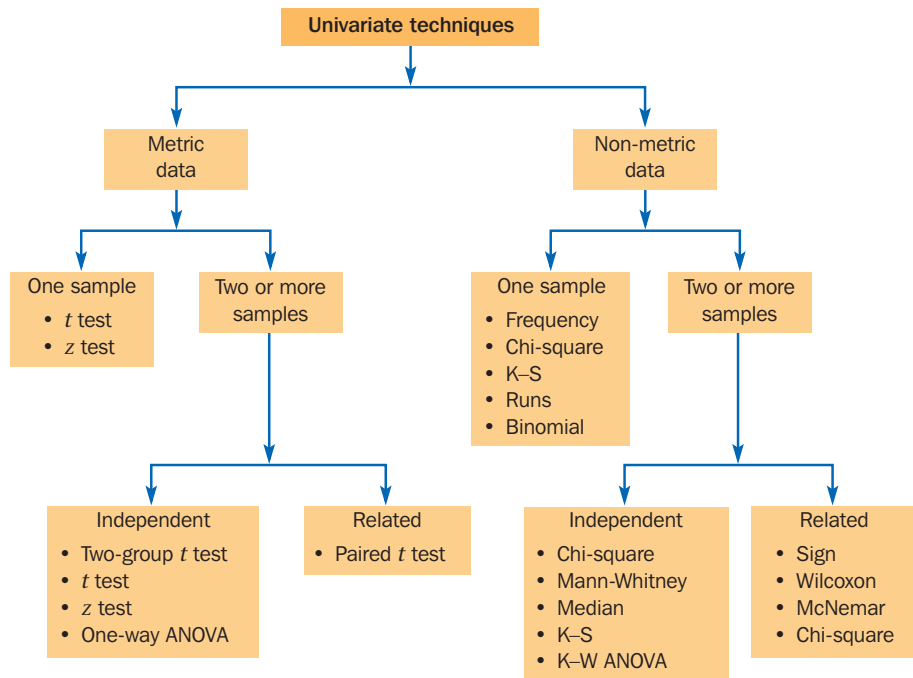 Univariate techniques
Metric
data
Non-metric
data
One sample
• t test
• z test
Two or more
samples
One sample
• Frequency
• Chi-square
• K–S
• Runs
• Binomial
Two or more
samples
Independent
• Two-group t test
• t test
• z test
• One-way ANOVA
Related
• Paired t test
Independent
• Chi-square
• Mann-Whitney
• Median
• K–S
• K–W ANOVA
Related
• Sign
• Wilcoxon
• McNemar
• Chi-square